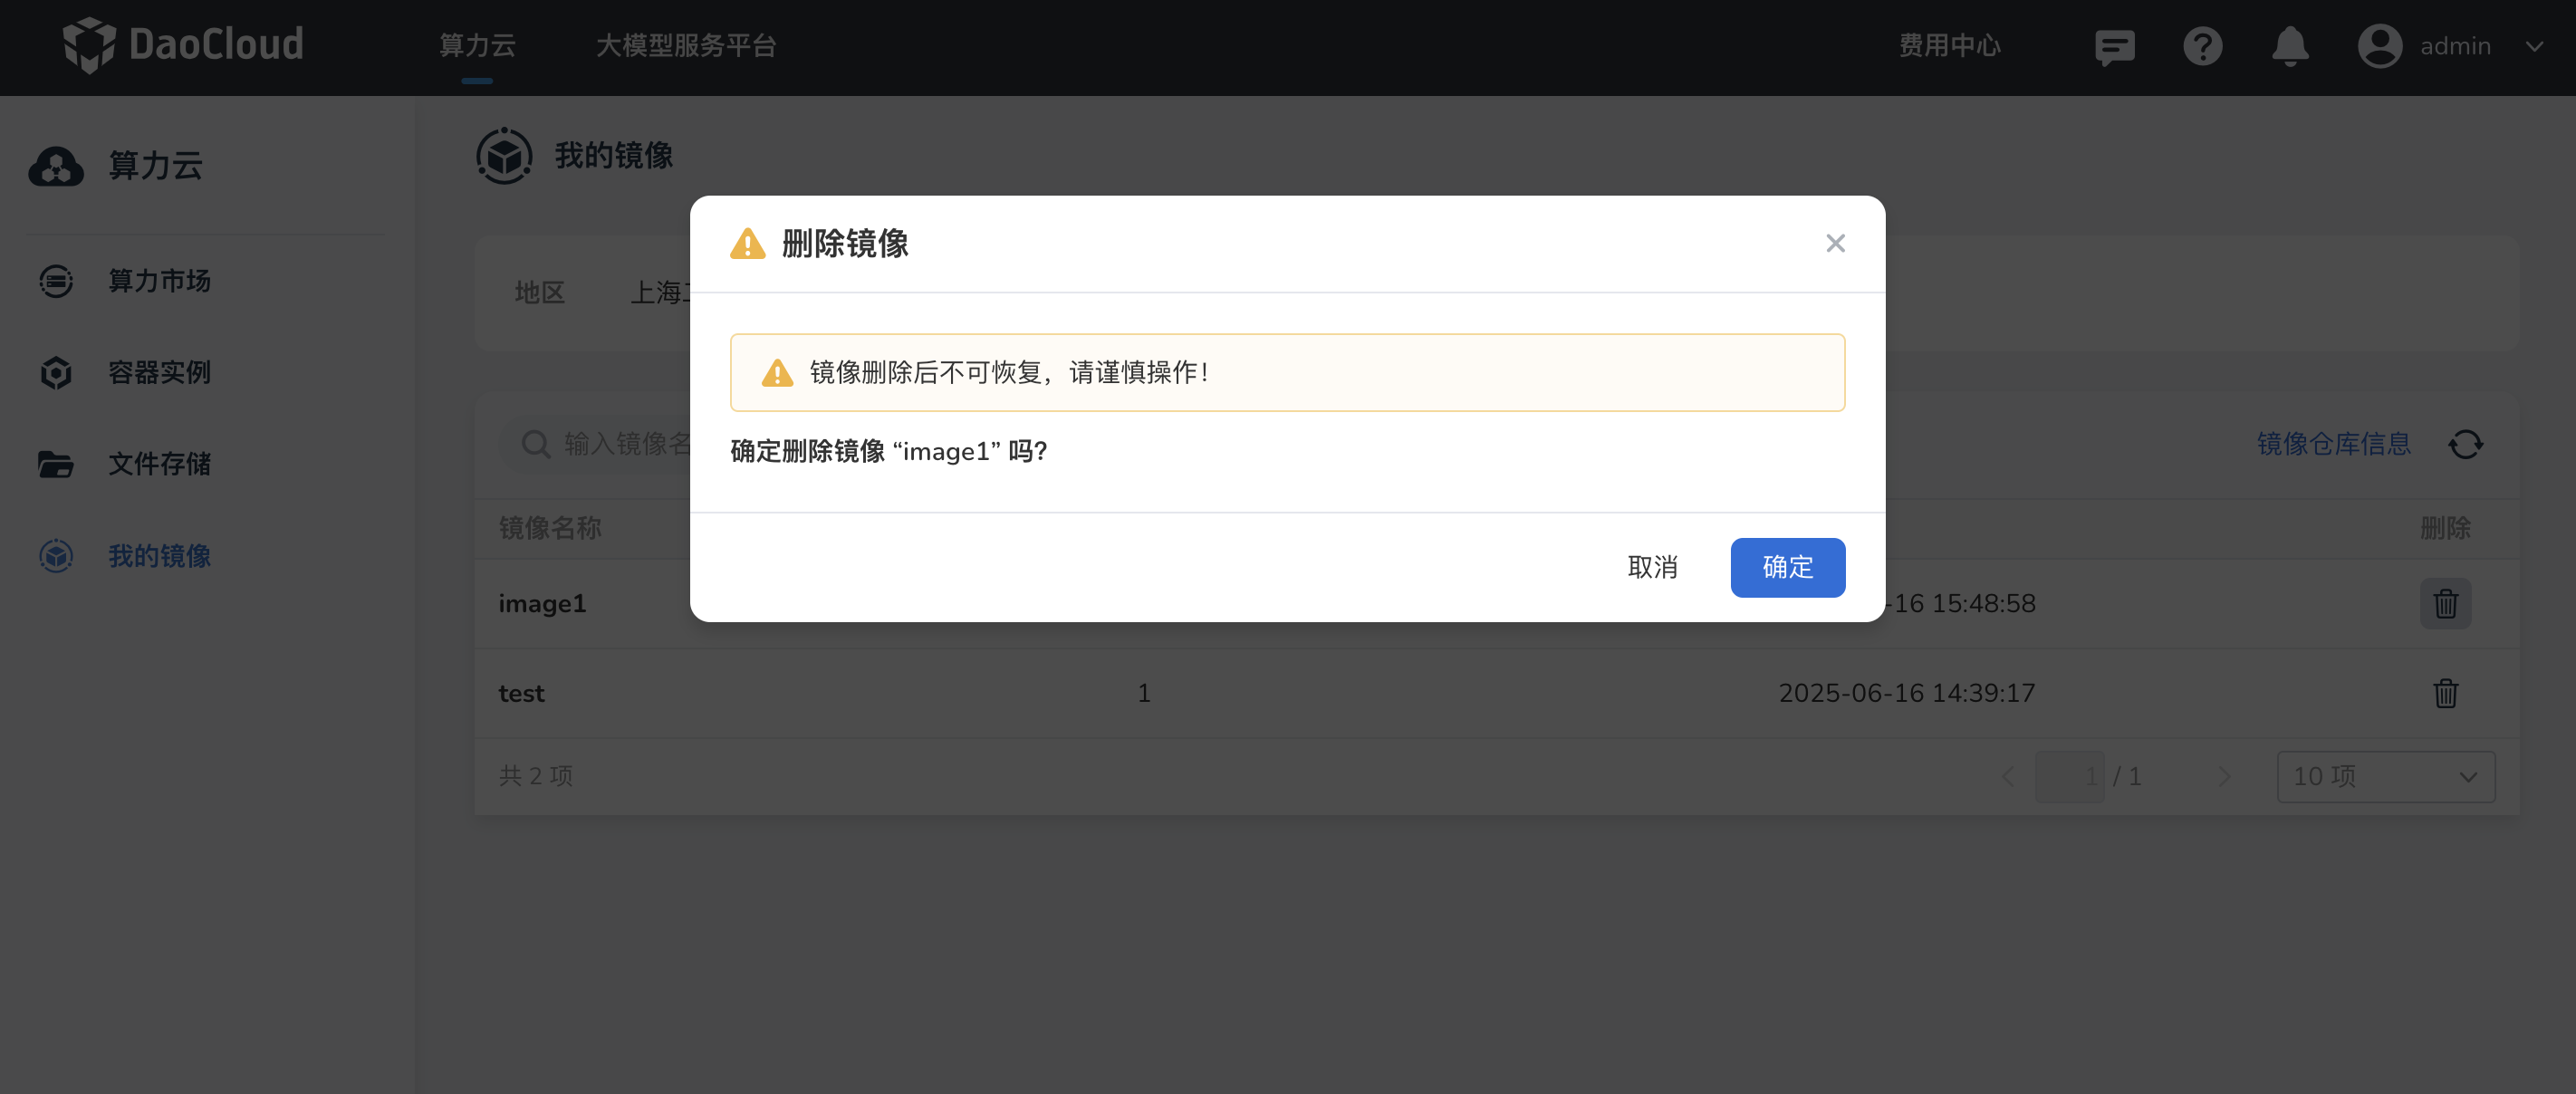 DaoCloud
算力云
大模型服务平台
费用中心
admin
算力云
算力市场
容器实例
文件存储
我的镜像
我的镜像
地区
上海
删除镜像
镜像删除后不可恢复，请谨慎操作！
确定删除镜像 “image1” 吗？
取消
确定
输入镜像名
镜像仓库信息
镜像名称
删除
image1
-16 15:48:58
test
1
2025-06-16 14:39:17
共 2 项
1 / 1
10 项